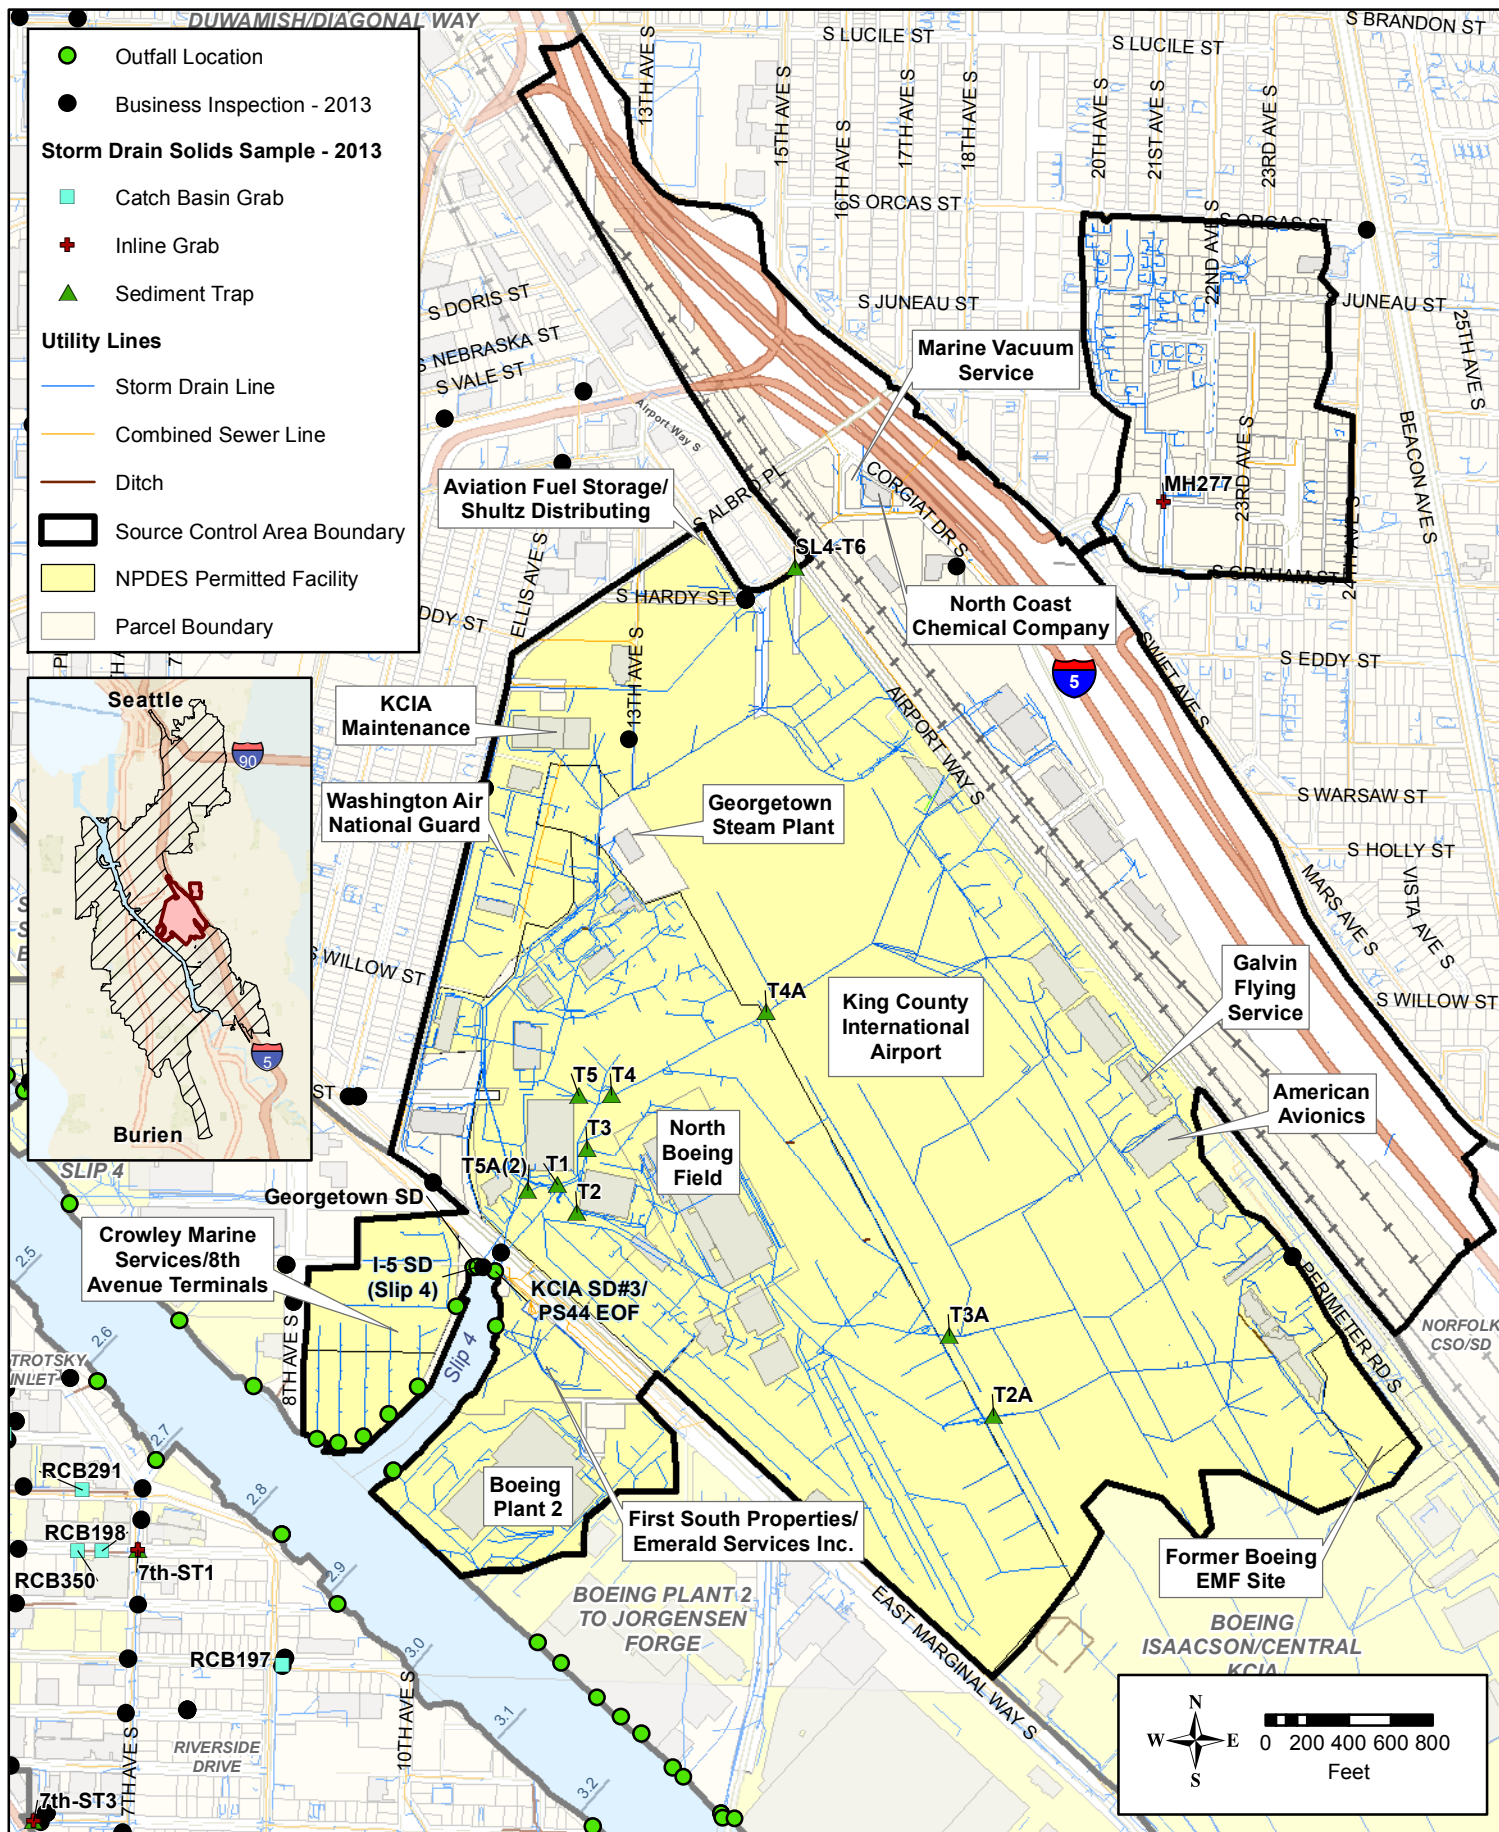 DUWAMISH/DIAGONAL WAY
Outfall Location
Business Inspection - 2013
Storm Drain Solids Sample - 2013
Catch Basin Grab
Inline Grab
Sediment Trap
Utility Lines
Storm Drain Line
Combined Sewer Line
Ditch
Source Control Area Boundary
NPDES Permitted Facility
Parcel Boundary
S BRANDON ST
S LUCILE ST
S LUCILE ST
13TH AVE S
15TH AVE S
16TH AVE S
17TH AVE S
18TH AVE S
20TH AVE S
21ST AVE S
23RD AVE S
S ORCAS ST
S ORCAS ST
22ND AVE S
S JUNEAU ST
S JUNEAU ST
25TH AVE S
BEACON AVE S
S DORIS ST
S NEBRASKA ST
S VALE ST
Airport Way S
Marine Vacuum
Service
CORGIAT DR S
S ALBRO PL
Aviation Fuel Storage/
Shultz Distributing
MH277
23RD AVE S
24TH AVE S
S GRAHAM ST
SL4-T6
S HARDY ST
ELLIS AVE S
DDY ST
North Coast
Chemical Company
S EDDY ST
SWIFT AVE S
5
13TH AVE S
AIRPORT WAY S
KCIA
Maintenance
Washington Air
National Guard
Georgetown
Steam Plant
S WARSAW ST
S HOLLY ST
MARS AVE S
VISTA AVE S
S WILLOW ST
S WILLOW ST
Seattle
90
5
Burien
T4A
King County
International
Airport
Galvin
Flying
Service
American
Avionics
ST
T5
T4
T3
T5A(2)
T1
T2
North
Boeing
Field
SLIP 4
Georgetown SD
Crowley Marine
Services/8th
Avenue Terminals
I-5 SD
(Slip 4)
KCIA SD#3/
PS44 EOF
Slip 4
8TH AVE S
2.5
2.6
2.7
2.8
2.9
3.0
3.1
3.2
TROTSKY
INLET
T3A
T2A
PERIMETER RD S
NORFOLK
CSO/SD
RCB291
RCB198
RCB350
7th-ST1
Boeing
Plant 2
First South Properties/
Emerald Services Inc.
Former Boeing
EMF Site
BOEING PLANT 2
TO JORGENSEN
FORGE
EAST MARGINAL WAY S
BOEING
ISAACSON/CENTRAL
KCIA
RCB197
10TH AVE S
7TH AVE S
RIVERSIDE
DRIVE
7th-ST3
N
W
E
S
0 200 400 600 800
Feet